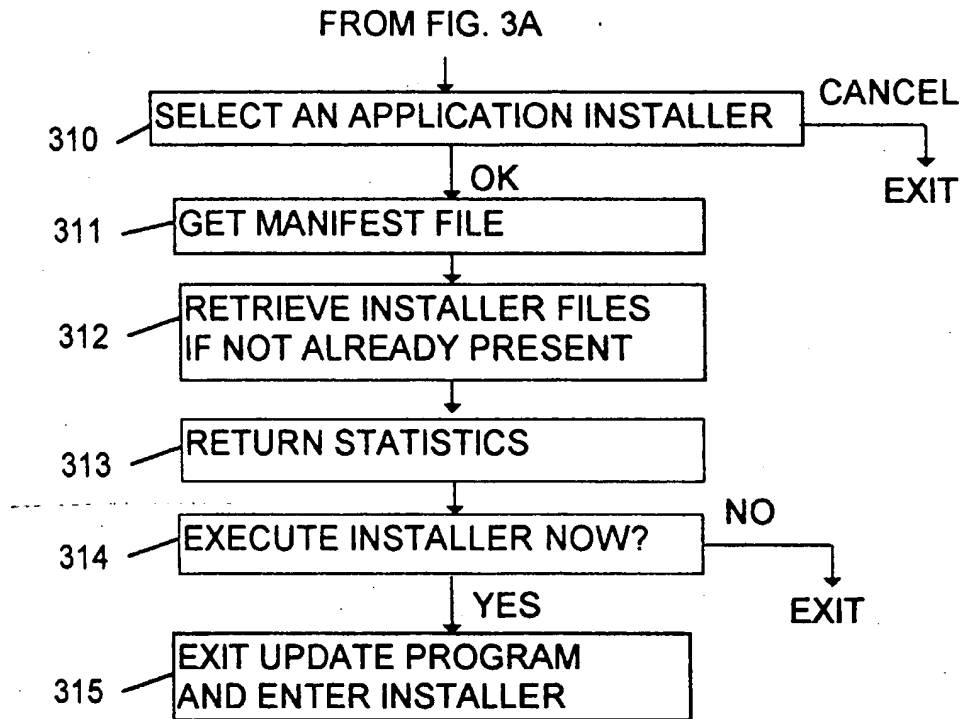 FROM FIG. 3A
CANCEL
310 SELECT AN APPLICATION INSTALLER
EXIT
OK
311 GET MANIFEST FILE
312 RETRIEVE INSTALLER FILES
IF NOT ALREADY PRESENT
313 RETURN STATISTICS
NO
314 EXECUTE INSTALLER NOW?
EXIT
YES
315 EXIT UPDATE PROGRAM
AND ENTER INSTALLER